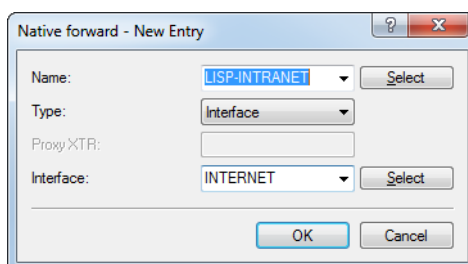 Native forward - New Entry
Name: LISP-INTRANET Select
Type: Interface
Proxy XTR:
Interface: INTERNET Select
OK Cancel